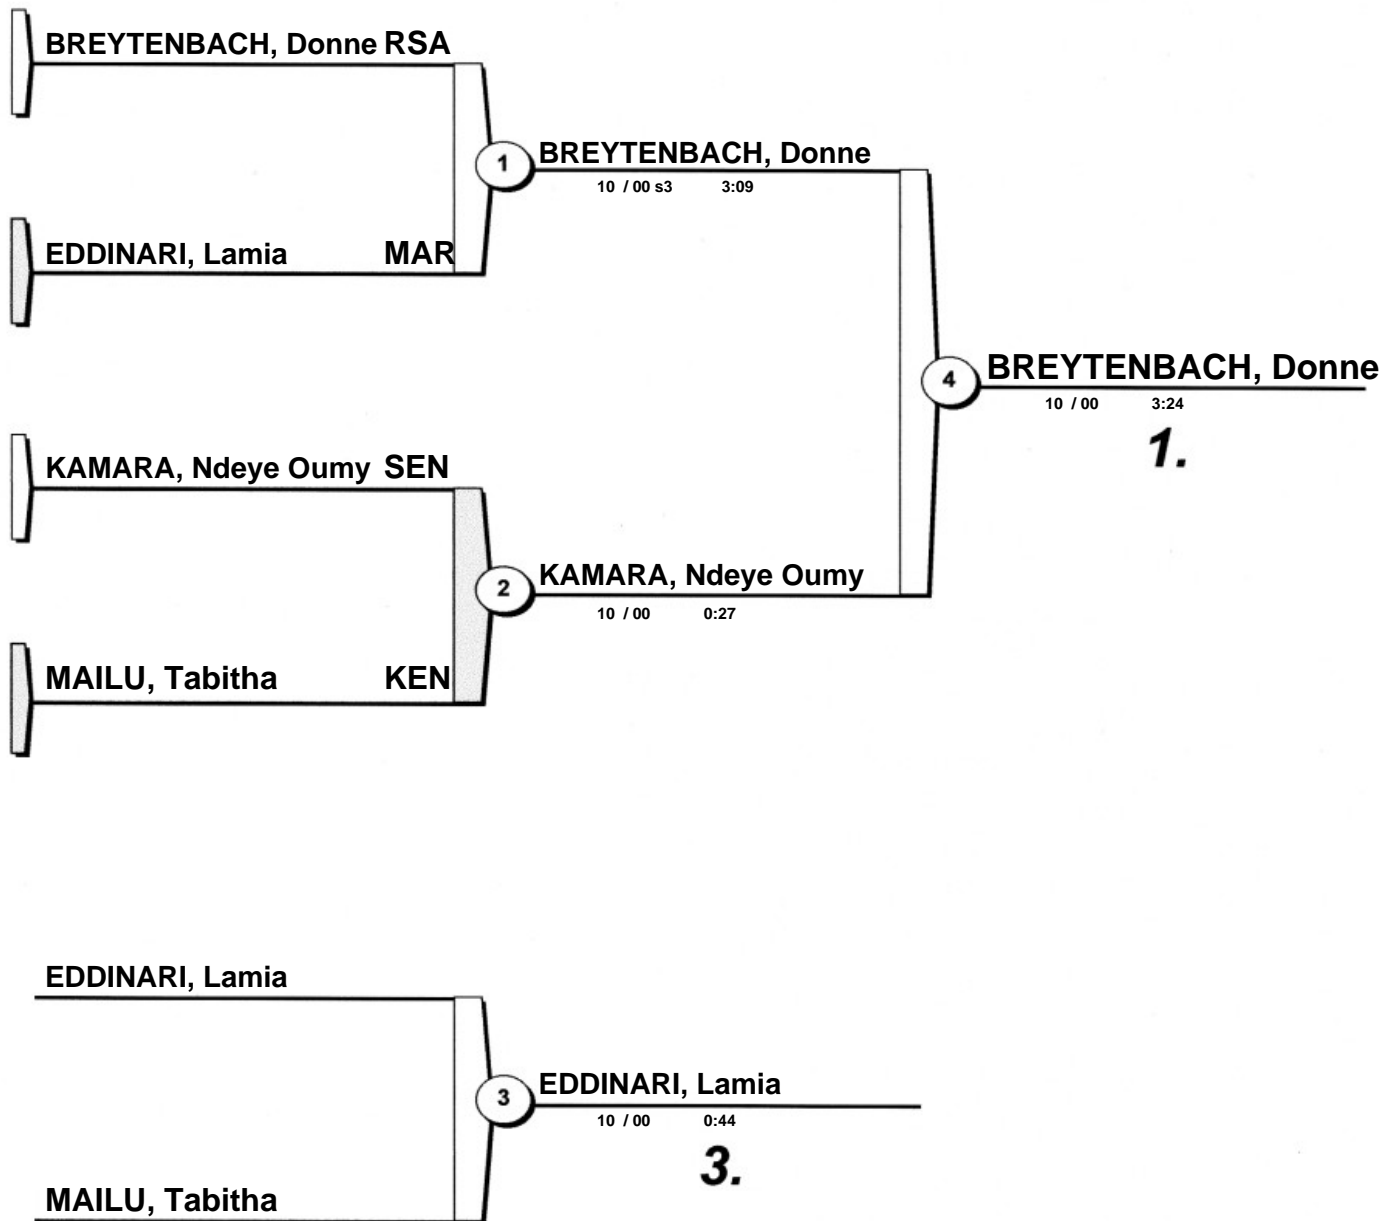 BREYTENBACH, Donne RSA
1
BREYTENBACH, Donne
10 / 00 s3 3:09
EDDINARI, Lamia MAR
4
BREYTENBACH, Donne
10 / 00 3:24
1.
KAMARA, Ndeye Oumy SEN
2
KAMARA, Ndeye Oumy
10 / 00 0:27
MAILU, Tabitha KEN
EDDINARI, Lamia
3
EDDINARI, Lamia
10 / 00 0:44
3.
MAILU, Tabitha